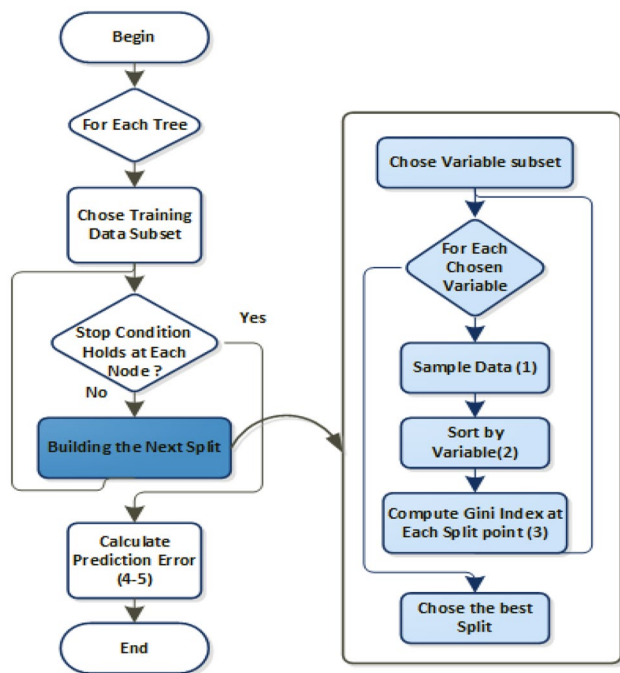 Begin
For Each Tree
Chose Training
Data Subset
Stop Condition
Holds at Each
Node ?
Yes
No
Building the Next Split
Calculate
Prediction Error
(4-5)
End
Chose Variable subset
For Each
Chosen
Variable
Sample Data (1)
Sort by
Variable(2)
Compute Gini Index at
Each Split point (3)
Chose the best
Split